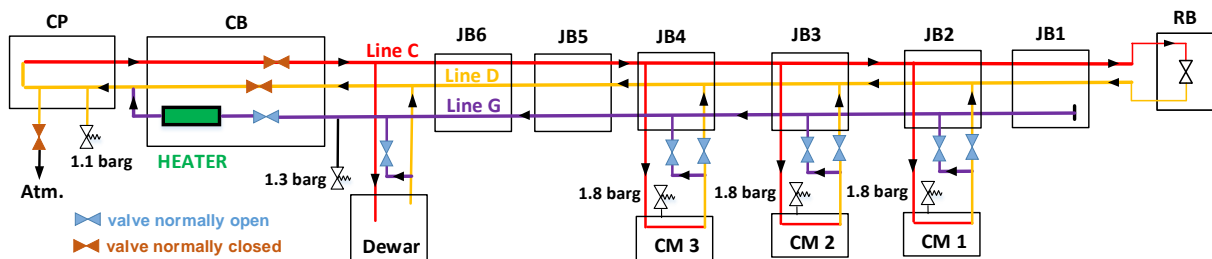 CP
CB
JB6
JB5
JB4
JB3
JB2
JB1
RB
Line C
Line D
Line G
1.1 barg
HEATER
1.3 barg
1.8 barg
1.8 barg
1.8 barg
Atm.
valve normally open
valve normally closed
Dewar
CM 3
CM 2
CM 1